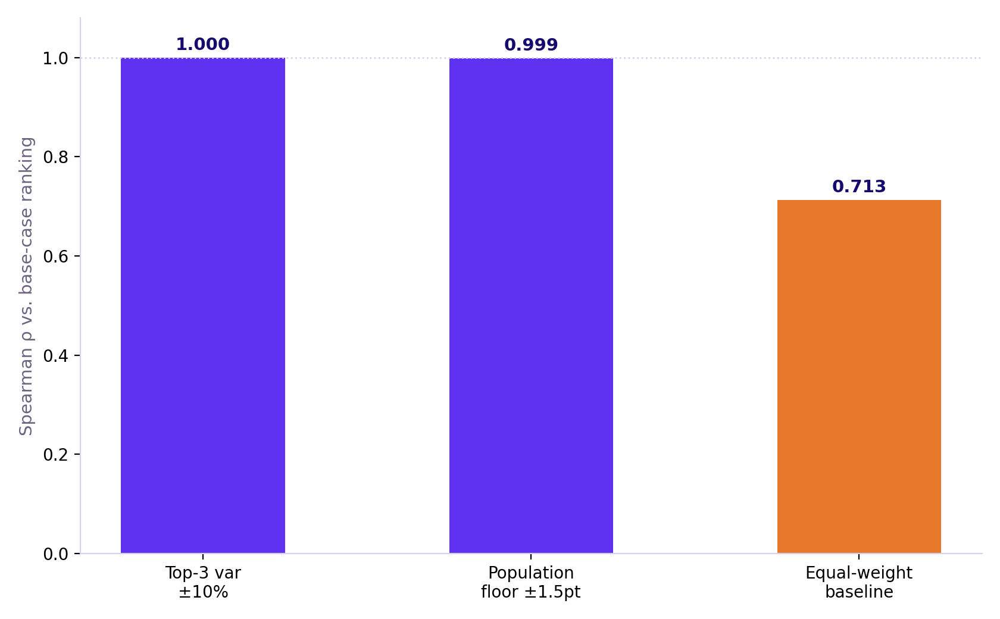 1.000
0.999
0.713
1.0
0.8
0.6
0.4
0.2
0.0
Spearman ρ vs. base-case ranking
Top-3 var
±10%
Population
floor ±1.5pt
Equal-weight
baseline